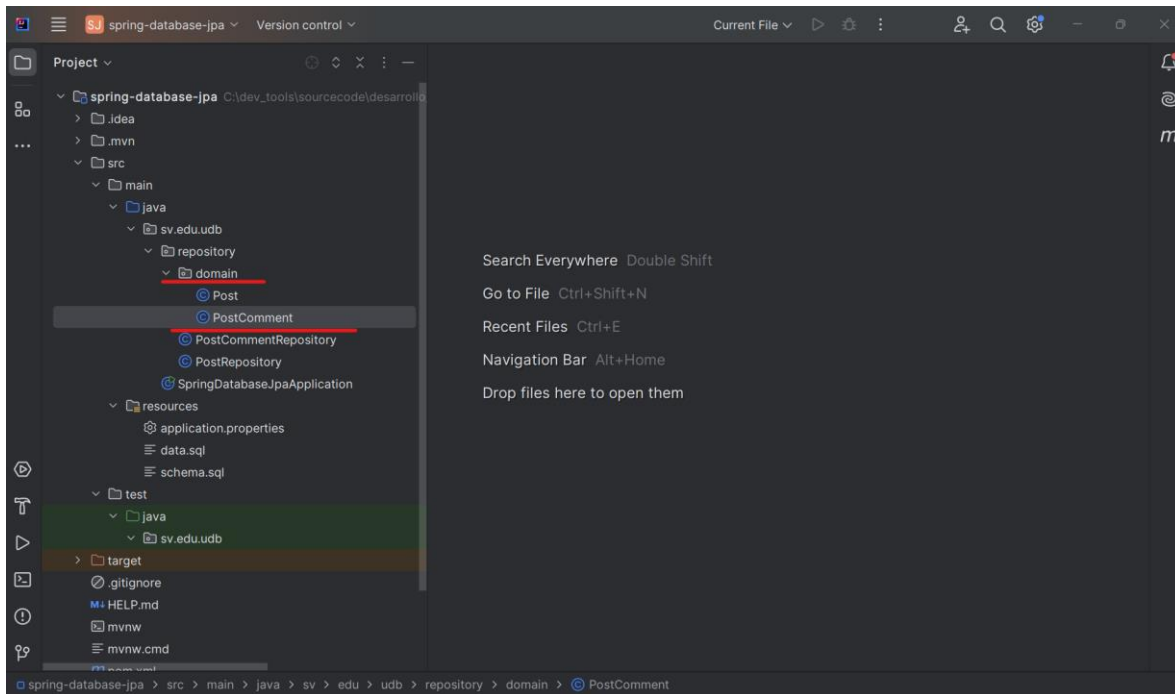 SJ spring-database-jpa Version control Current File
Project
spring-database-jpa C:\dev_tools\sourcecode\desarrollo
.idea
.mvn
src
main
java
sv.edu.udb
repository
domain
Post
PostComment
PostCommentRepository
PostRepository
SpringDatabaseJpaApplication
resources
application.properties
data.sql
schema.sql
test
java
sv.edu.udb
target
.gitignore
M↓ HELP.md
mvnw
mvnw.cmd
Search Everywhere Double Shift
Go to File Ctrl+Shift+N
Recent Files Ctrl+E
Navigation Bar Alt+Home
Drop files here to open them
m
spring-database-jpa > src > main > java > sv > edu > udb > repository > domain > PostComment